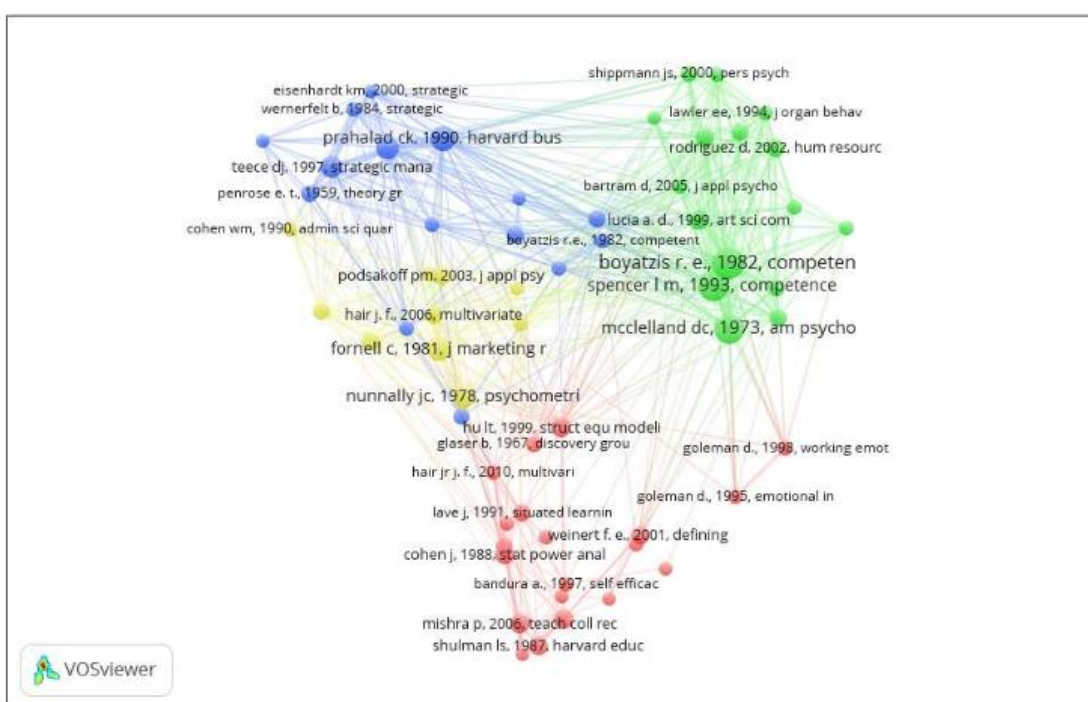 shippmann js, 2000, pers psych
eisenhardt km, 2000, strategic
wernefelt b, 1984, strategic
lawler ee, 1994, j organ behav
prahalad ck, 1990, harvard bus
rodriguez d, 2002, hum resourc
teece dj, 1997, strategic mana
bartram d, 2005, j appl psycho
penrose e. t., 1959, theory gr
lucia a. d., 1999, art sci com
cohen wm, 1990, admin sci quar
boyatzis r.e., 1982, competent
boyatzis r. e., 1982, competen
podsakoff pm, 2003, j appl psy
spencer l m, 1993, competence
hair j. f., 2006, multivariate
mcclelland dc, 1973, am psycho
fornell c, 1981, j marketing r
nunnally jc, 1978, psychometri
hu lt, 1999, struct equ modeli
glaser b, 1967, discovery grou
goleman d., 1998, working emot
hair jr j. f., 2010, multivari
goleman d., 1995, emotional in
lave j, 1991, situated learnin
weinert f. e., 2001, defining
cohen j, 1988, stat power anal
bandura a., 1997, self efficac
mishra p, 2006, teach coll rec
shulman ls, 1987, harvard educ
VOSviewer